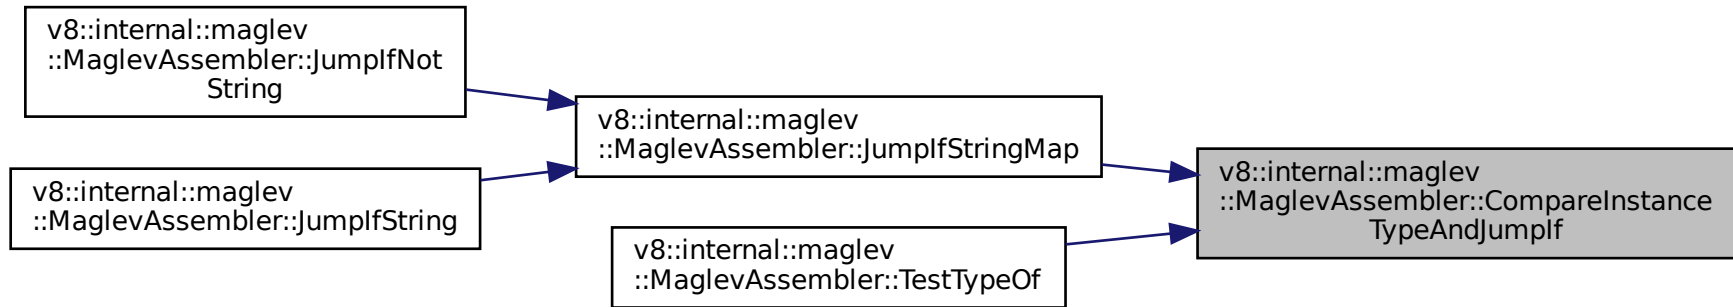 v8::internal::maglev
::MaglevAssembler::JumpIfNot
String
v8::internal::maglev
::MaglevAssembler::JumpIfString
v8::internal::maglev
::MaglevAssembler::JumpIfStringMap
v8::internal::maglev
::MaglevAssembler::TestTypeOf
v8::internal::maglev
::MaglevAssembler::CompareInstance
TypeAndJumpIf